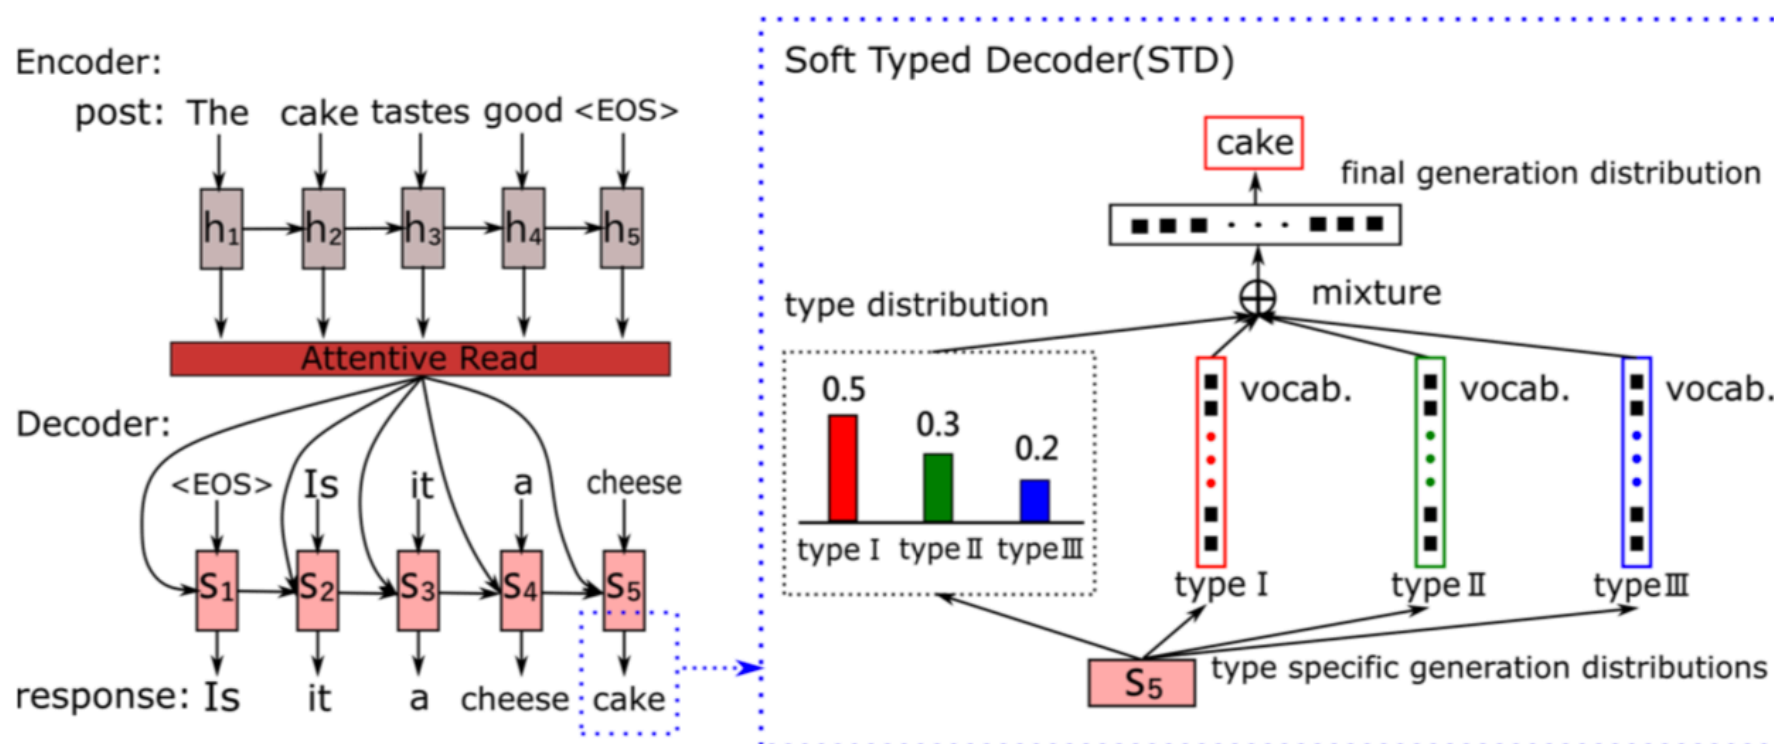 Encoder:
post: The cake tastes good <EOS>
h1 h2 h3 h4 h5
Attentive Read
Decoder:
<EOS> Is it a cheese
S1 S2 S3 S4 S5
response: Is it a cheese cake
Soft Typed Decoder(STD)
cake
final generation distribution
mixture
type distribution
0.5 0.3 0.2
type I type II type III
vocab. vocab. vocab.
type I type II type III
S5
type specific generation distributions